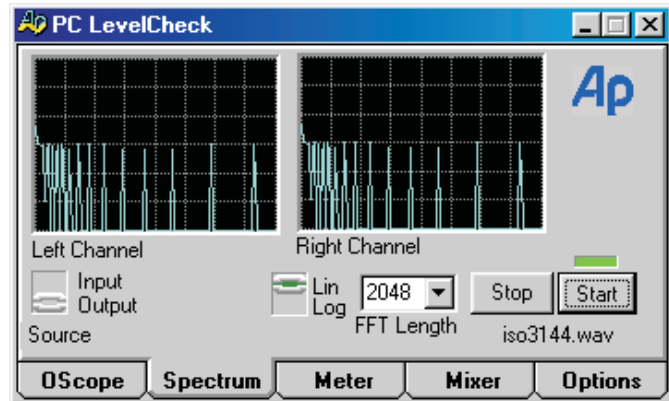 Ap PC LevelCheck
Ap
Left Channel
Right Channel
Input
Output
Source
Lin
Log
2048
FFT Length
Stop
Start
iso3144.wav
OScope Spectrum Meter Mixer Options